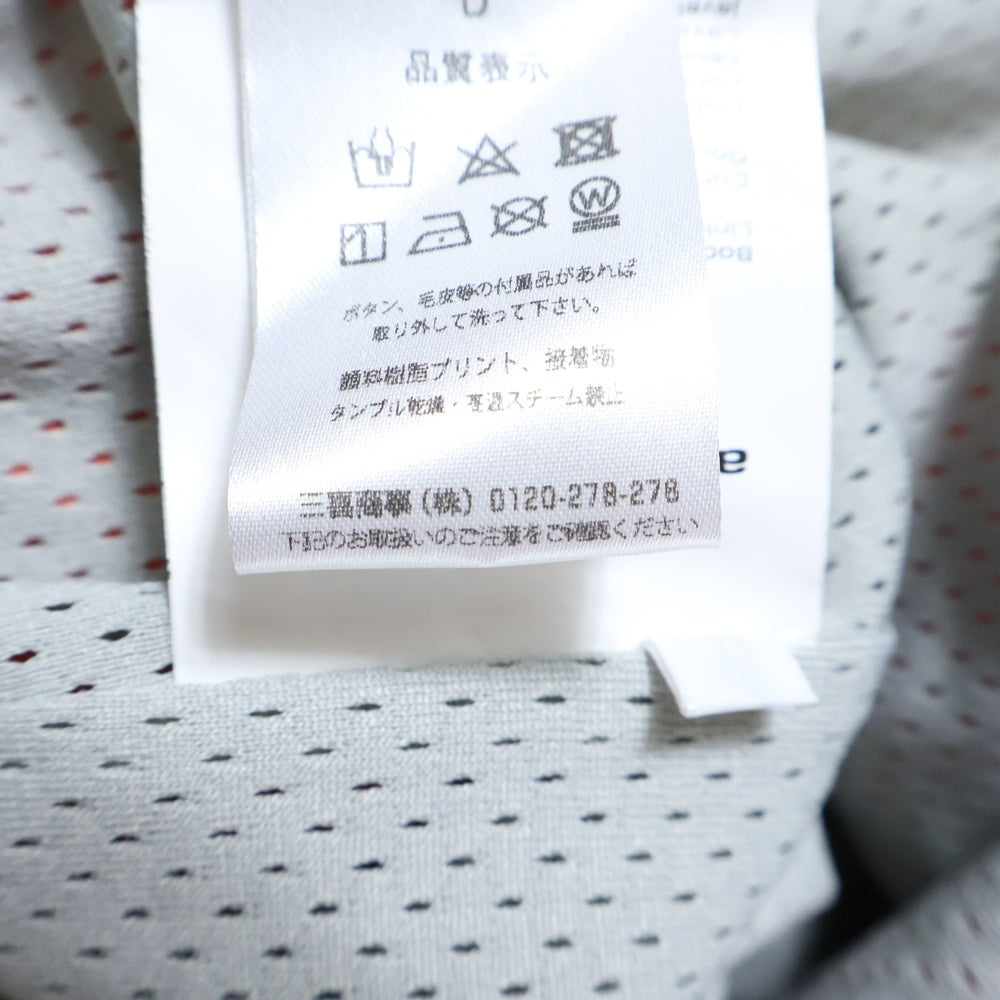 品質表示
W
ボタン、毛皮等の付属品があれば
取り外して洗って下さい。
顔料樹脂プリント、接着物
タンブル乾燥・高温スチーム禁止
三喜商事(株) 0120-278-278
下記のお取扱いのご注意をご確認ください
a